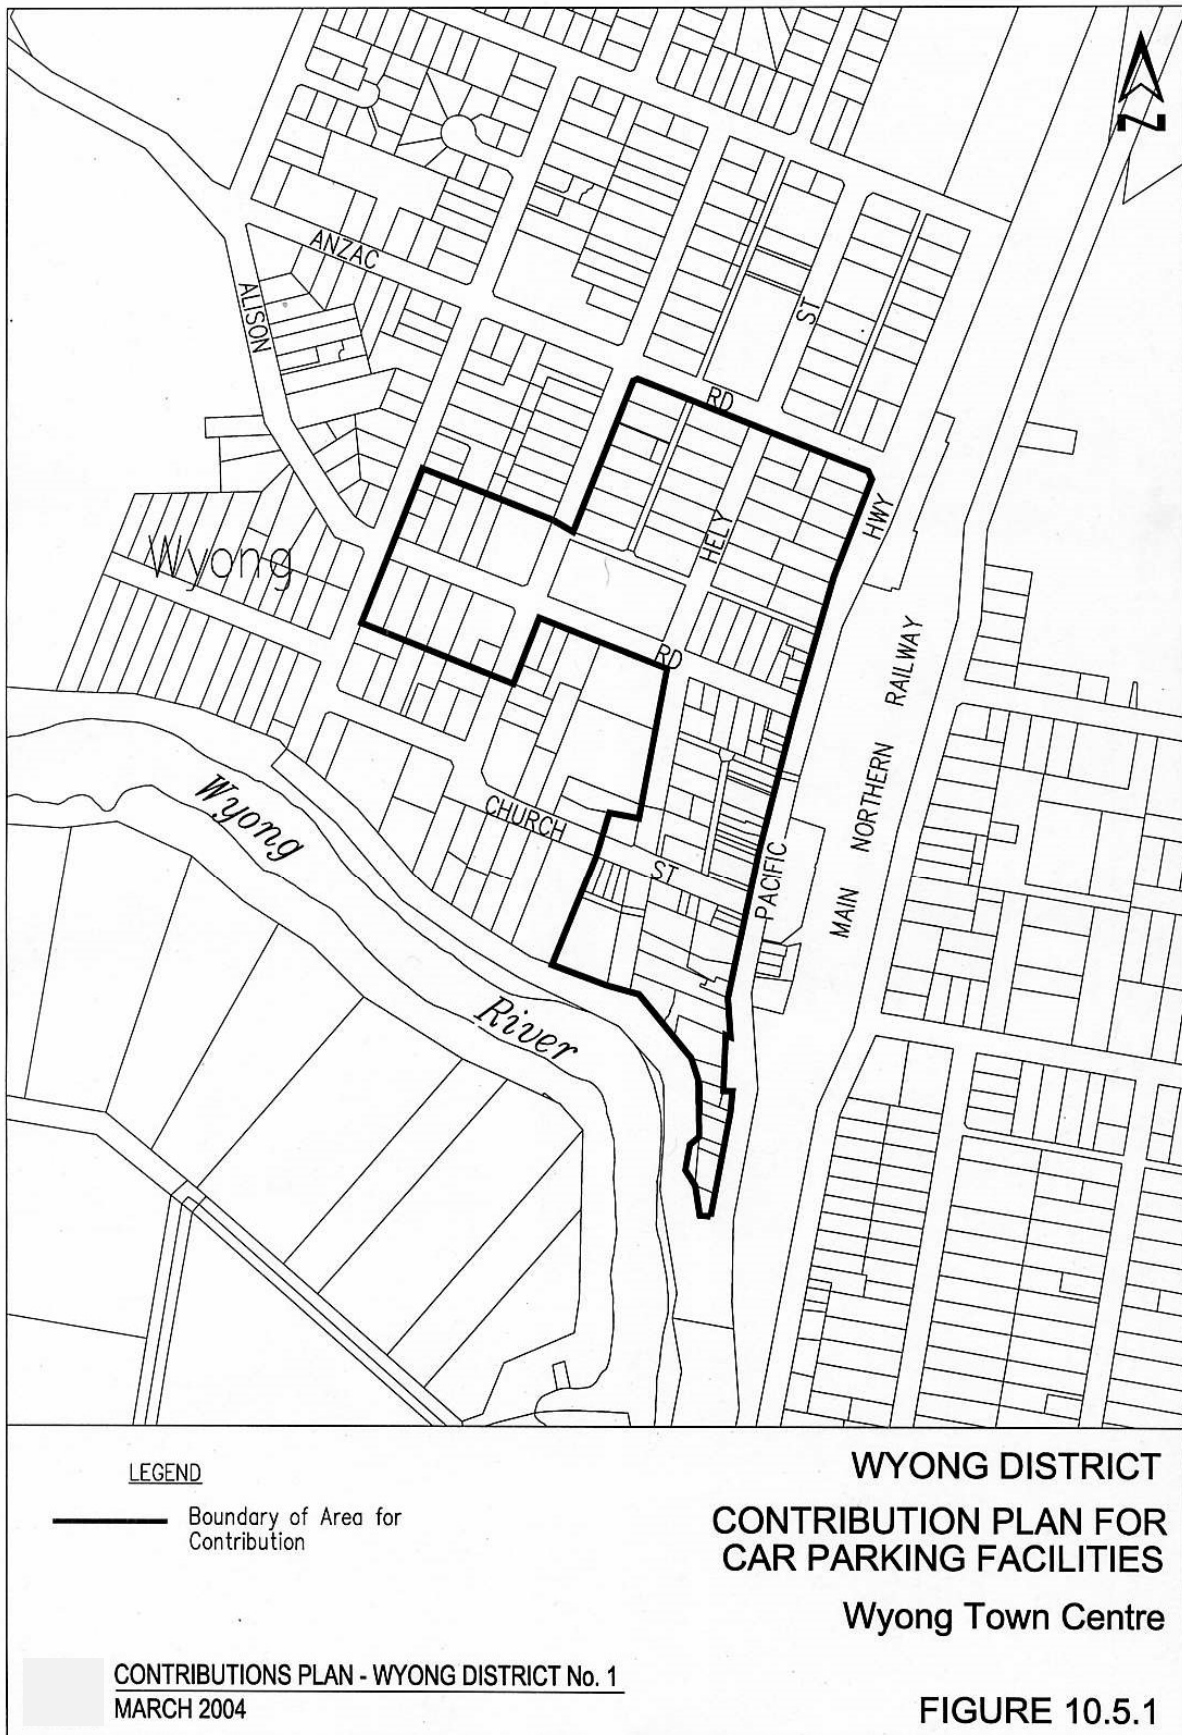 N
ANZAC
ALISON
ST
RD
HWY
HELY
Wyong
RD
MAIN NORTHERN RAILWAY
Wyong
CHURCH
ST
PACIFIC
River
LEGEND
Boundary of Area for
Contribution
WYONG DISTRICT
CONTRIBUTION PLAN FOR
CAR PARKING FACILITIES
Wyong Town Centre
CONTRIBUTIONS PLAN - WYONG DISTRICT No. 1
MARCH 2004
FIGURE 10.5.1